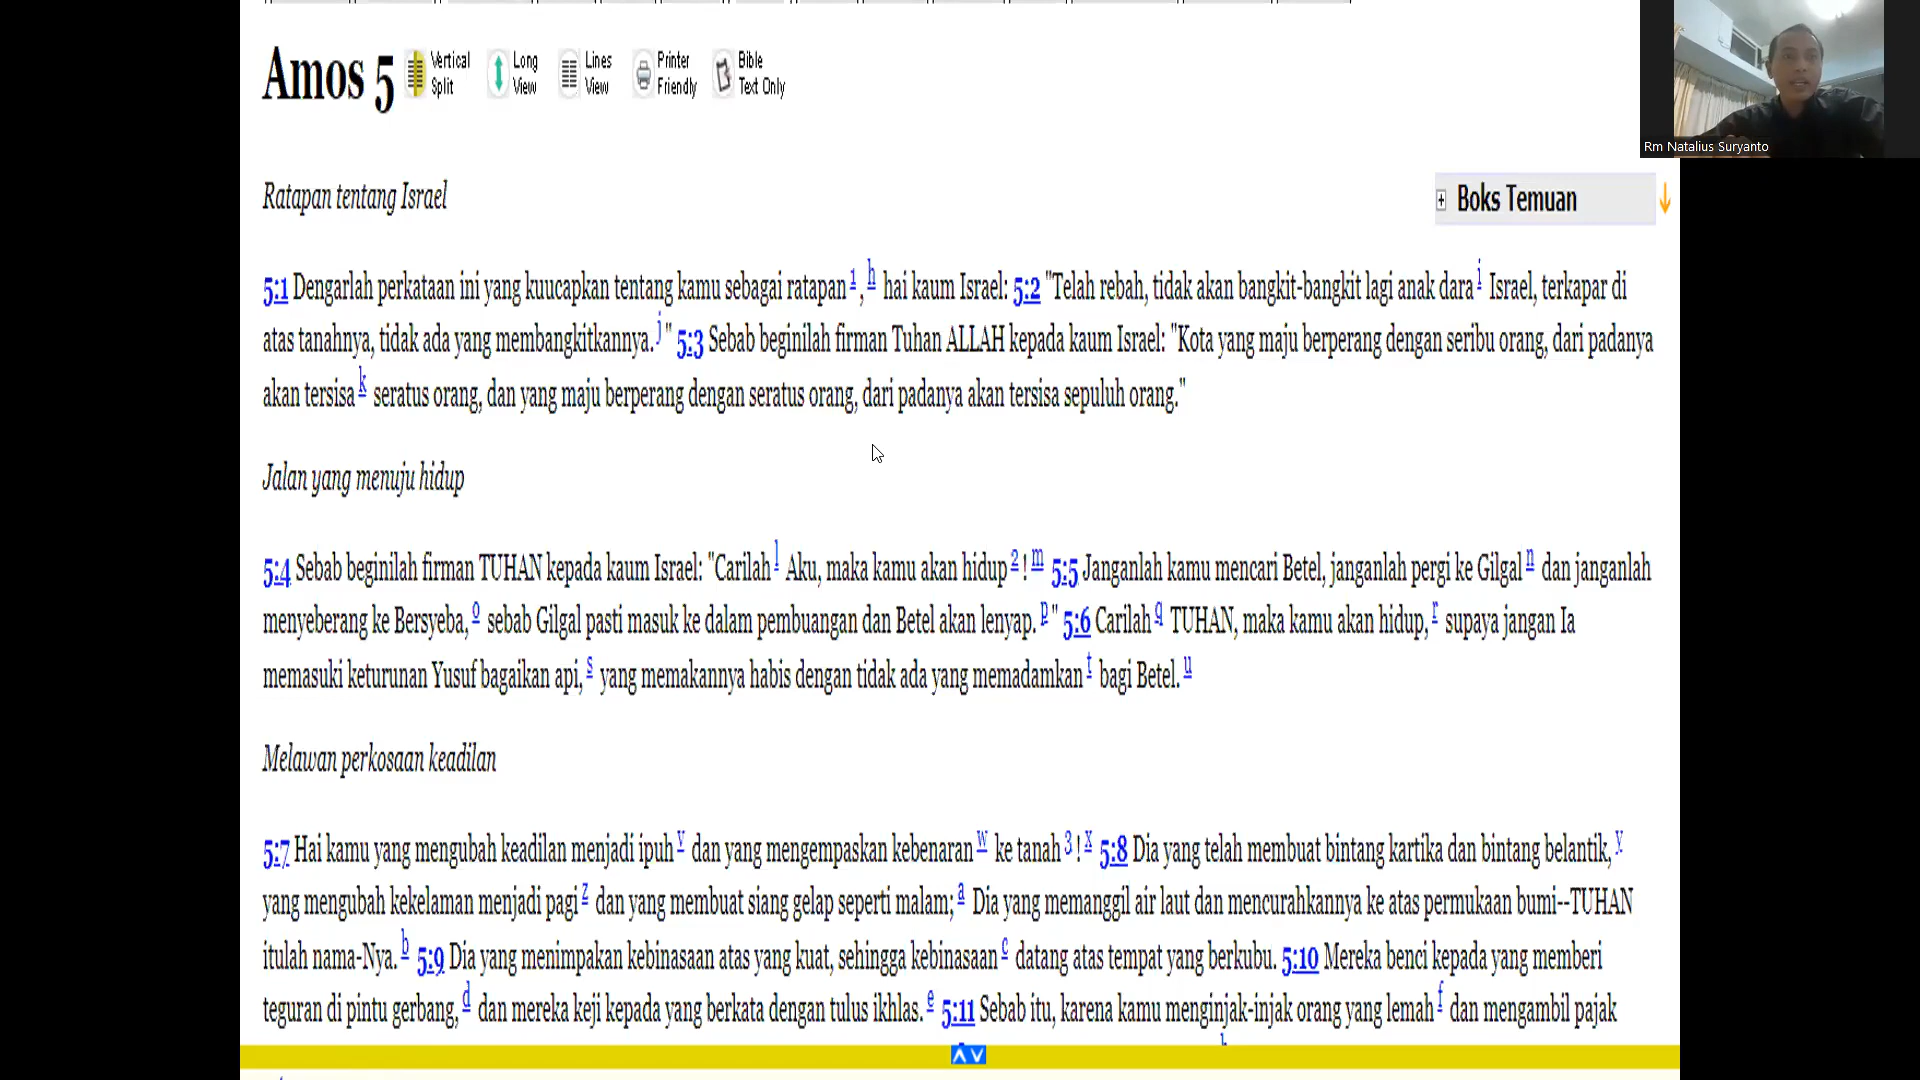 Amos 5 Vertical Split Long View Lines View Printer Friendly Bible Text Only
Rm Natalius Suryanto
Ratapan tentang Israel
Boks Temuan
5:1 Dengarlah perkataan ini yang kuucapkan tentang kamu sebagai ratapan 1 , h hai kaum Israel: 5:2 "Telah rebah, tidak akan bangkit-bangkit lagi anak dara i Israel, terkapar di
atas tanahnya, tidak ada yang membangkitkannya. j " 5:3 Sebab beginilah firman Tuhan ALLAH kepada kaum Israel: "Kota yang maju berperang dengan seribu orang, dari padanya
akan tersisa k seratus orang, dan yang maju berperang dengan seratus orang, dari padanya akan tersisa sepuluh orang."
Jalan yang menuju hidup
5:4 Sebab beginilah firman TUHAN kepada kaum Israel: "Carilah l Aku, maka kamu akan hidup 2 ! m 5:5 Janganlah kamu mencari Betel, janganlah pergi ke Gilgal n dan janganlah
menyeberang ke Bersyeba, o sebab Gilgal pasti masuk ke dalam pembuangan dan Betel akan lenyap. p " 5:6 Carilah q TUHAN, maka kamu akan hidup, r supaya jangan Ia
memasuki keturunan Yusuf bagaikan api, s yang memakannya habis dengan tidak ada yang memadamkan t bagi Betel. u
Melawan perkosaan keadilan
5:7 Hai kamu yang mengubah keadilan menjadi ipuh v dan yang mengempaskan kebenaran w ke tanah 3 ! x 5:8 Dia yang telah membuat bintang kartika dan bintang belantik, y
yang mengubah kekelaman menjadi pagi z dan yang membuat siang gelap seperti malam; a Dia yang memanggil air laut dan mencurahkannya ke atas permukaan bumi--TUHAN
itulah nama-Nya. b 5:9 Dia yang menimpakan kebinasaan atas yang kuat, sehingga kebinasaan c datang atas tempat yang berkubu. 5:10 Mereka benci kepada yang memberi
teguran di pintu gerbang, d dan mereka keji kepada yang berkata dengan tulus ikhlas. e 5:11 Sebab itu, karena kamu menginjak-injak orang yang lemah f dan mengambil pajak